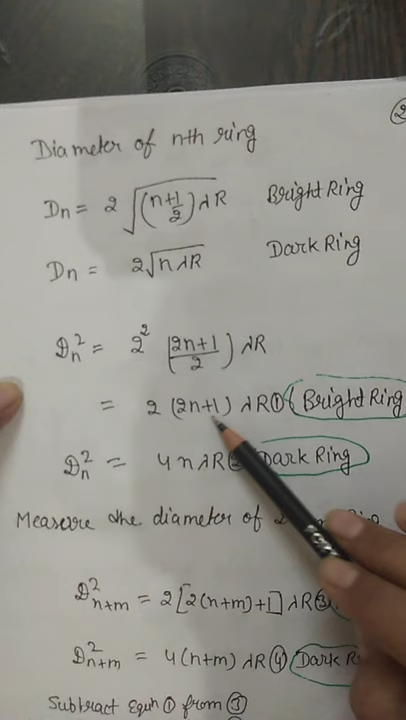 ②
Diameter of nth ring
Dn = 2 √(n+1/2) λR Bright Ring
Dn = 2√nλR Dark Ring
Dn² = 2² (2n+1/2) λR
= 2 (2n+1) λR ① (Bright Ring
Dn² = 4nλR Dark Ring
Measure the diameter of
D²n+m = 2[2(n+m)+1] λR ③
D²n+m = 4(n+m) λR ④ Dark
Subtract Equn ① from ③